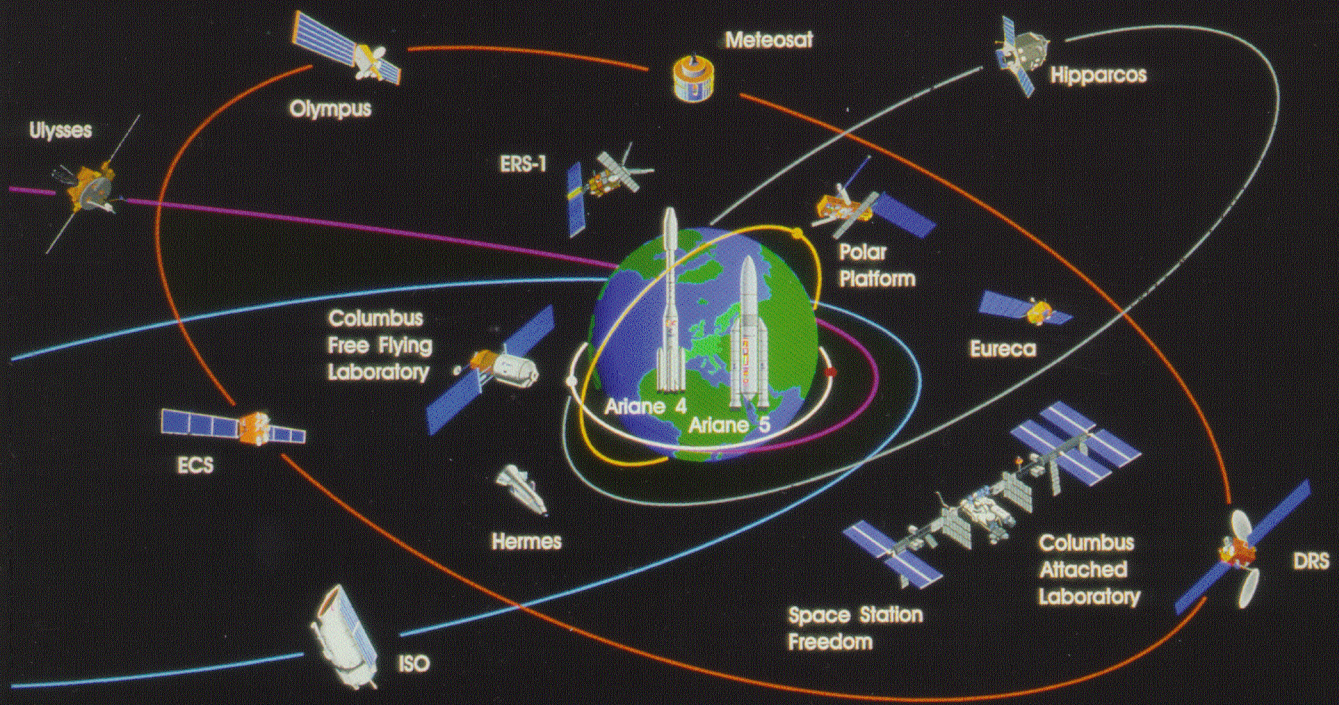 Meteosat
Hipparcos
Olympus
Ulysses
ERS-1
Polar
Platform
Columbus
Free Flying
Laboratory
Eureca
Ariane 4
Ariane 5
ECS
Hermes
Columbus
Attached
Laboratory
DRS
Space Station
Freedom
ISO